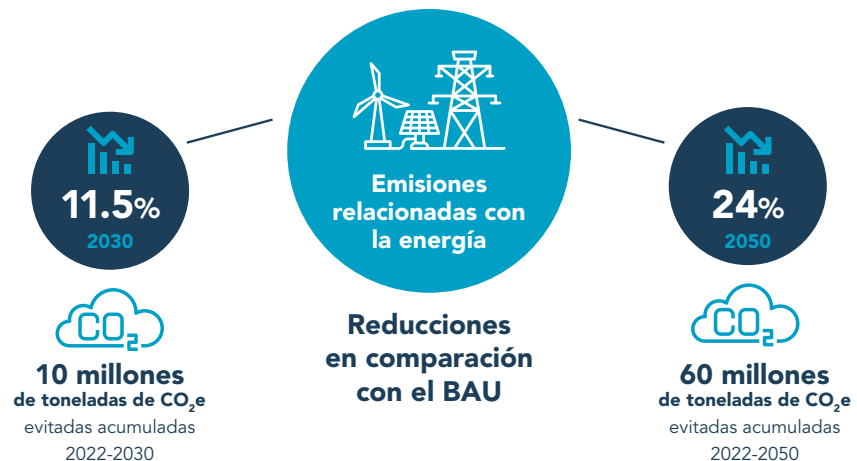 Emisiones
relacionadas con
la energía
Reducciones
en comparación
con el BAU
11.5%
2030
CO2
10 millones
de toneladas de CO2e
evitadas acumuladas
2022-2030
24%
2050
CO2
60 millones
de toneladas de CO2e
evitadas acumuladas
2022-2050